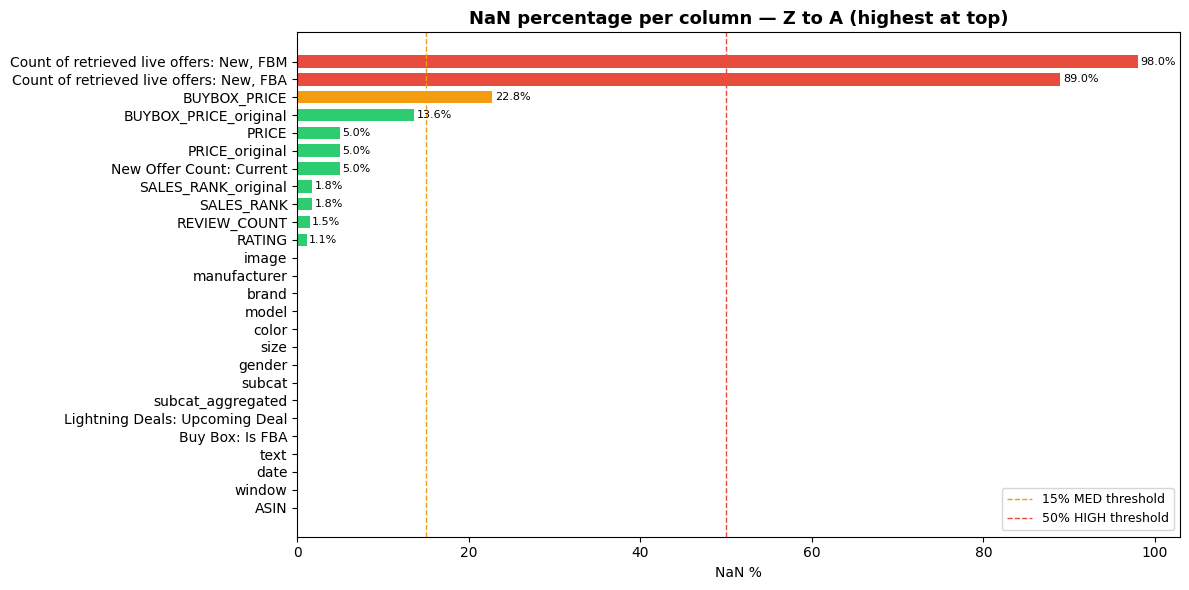 NaN percentage per column — Z to A (highest at top)
Count of retrieved live offers: New, FBM 98.0%
Count of retrieved live offers: New, FBA 89.0%
BUYBOX_PRICE 22.8%
BUYBOX_PRICE_original 13.6%
PRICE 5.0%
PRICE_original 5.0%
New Offer Count: Current 5.0%
SALES_RANK_original 1.8%
SALES_RANK 1.8%
REVIEW_COUNT 1.5%
RATING 1.1%
image
manufacturer
brand
model
color
size
gender
subcat
subcat_aggregated
Lightning Deals: Upcoming Deal
Buy Box: Is FBA
text
date
window
ASIN
15% MED threshold
50% HIGH threshold
0 20 40 60 80 100
NaN %